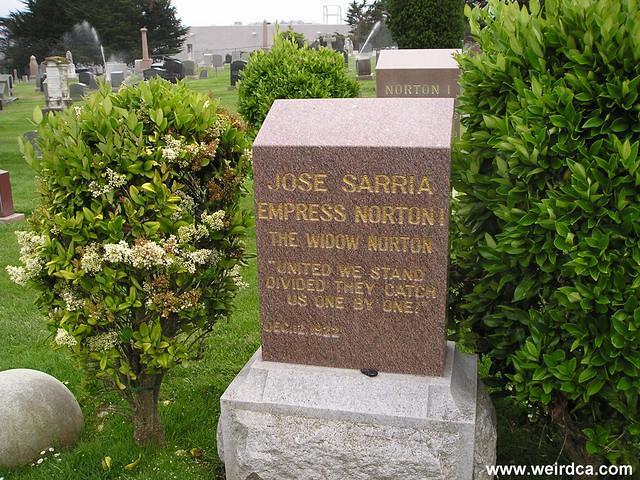 NORTON I
JOSE SARRIA
EMPRESS NORTON I
THE WIDOW NORTON
"UNITED WE STAND
DIVIDED THEY CATCH
US ONE BY ONE!"
DEC. 12, 1922
www.weirdca.com